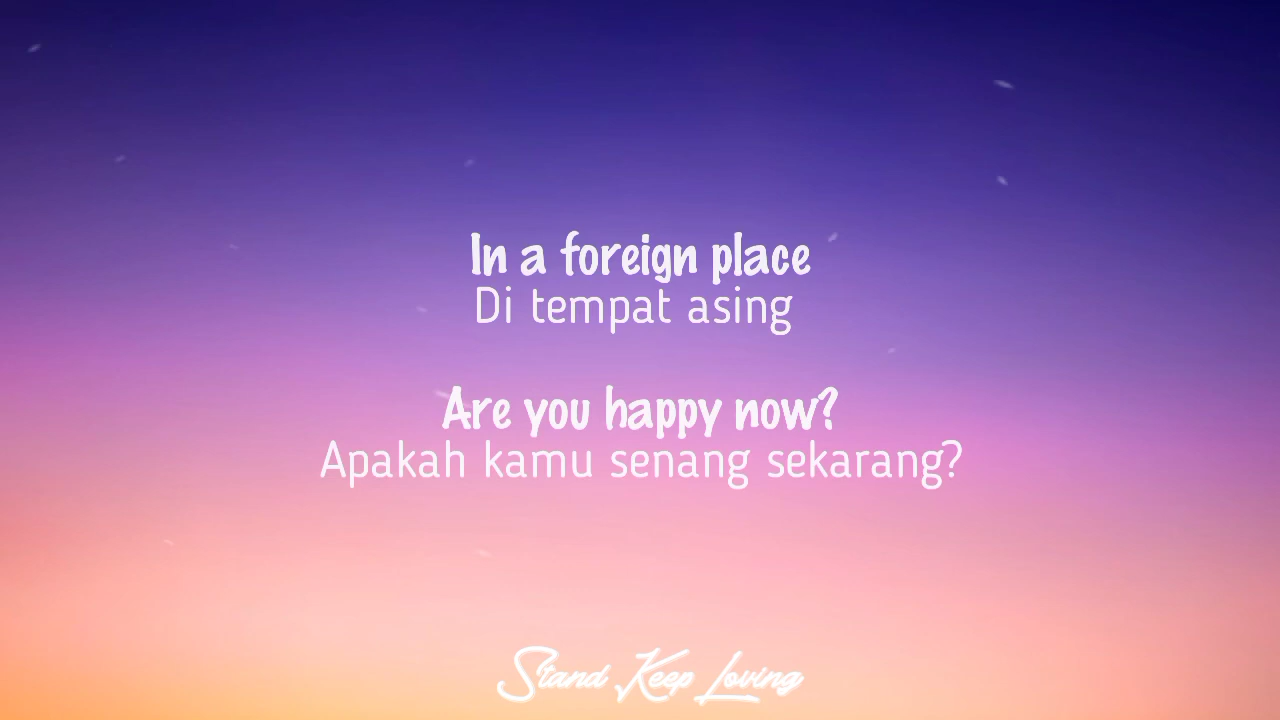 In a foreign place
Di tempat asing
Are you happy now?
Apakah kamu senang sekarang?
Stand Keep Loving